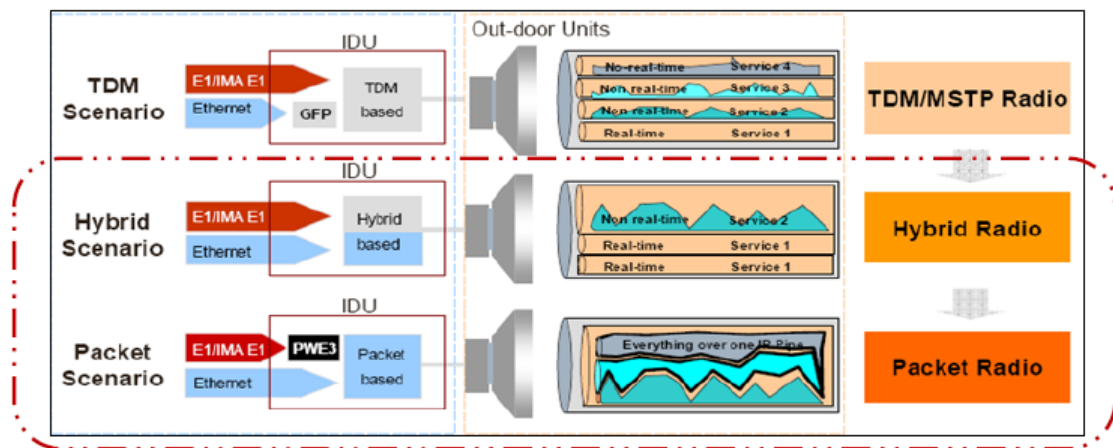 Out-door Units
IDU
TDM
Scenario
E1/IMA E1
Ethernet
GFP
TDM
based
No-real-time Service 4
Non real-time Service 3
Non real-time Service 2
Real-time Service 1
TDM/MSTP Radio
IDU
Hybrid
Scenario
E1/IMA E1
Ethernet
Hybrid
based
Non real-time Service 2
Real-time Service 1
Real-time Service 1
Hybrid Radio
IDU
Packet
Scenario
E1/IMA E1
PWE3
Ethernet
Packet
based
Everything over one IP Pipe
Packet Radio